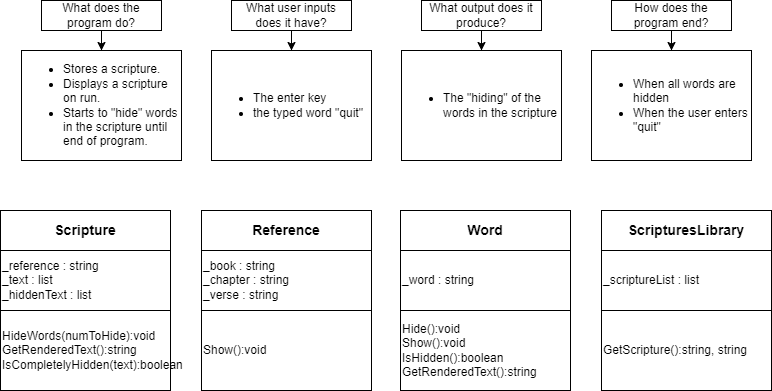 What does the
program do?
What user inputs
does it have?
What output does it
produce?
How does the
program end?
• Stores a scripture.
• Displays a scripture
on run.
• Starts to "hide" words
in the scripture until
end of program.
• The enter key
• the typed word "quit"
• The "hiding" of the
words in the scripture
• When all words are
hidden
• When the user enters
"quit"
Scripture
_reference : string
_text : list
_hiddenText : list
HideWords(numToHide):void
GetRenderedText():string
IsCompletelyHidden(text):boolean
Reference
_book : string
_chapter : string
_verse : string
Show():void
Word
_word : string
Hide():void
Show():void
IsHidden():boolean
GetRenderedText():string
ScripturesLibrary
_scriptureList : list
GetScripture():string, string